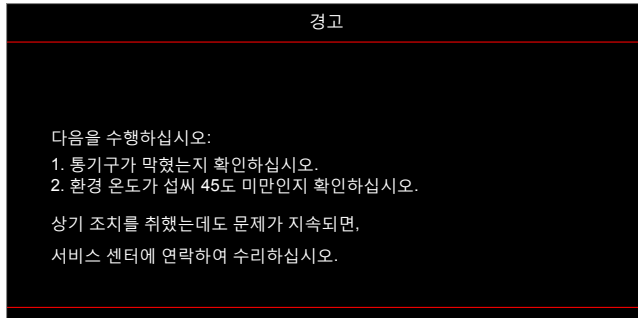 경고
다음을 수행하십시오:
1. 통기구가 막혔는지 확인하십시오.
2. 환경 온도가 섭씨 45도 미만인지 확인하십시오.
상기 조치를 취했는데도 문제가 지속되면,
서비스 센터에 연락하여 수리하십시오.